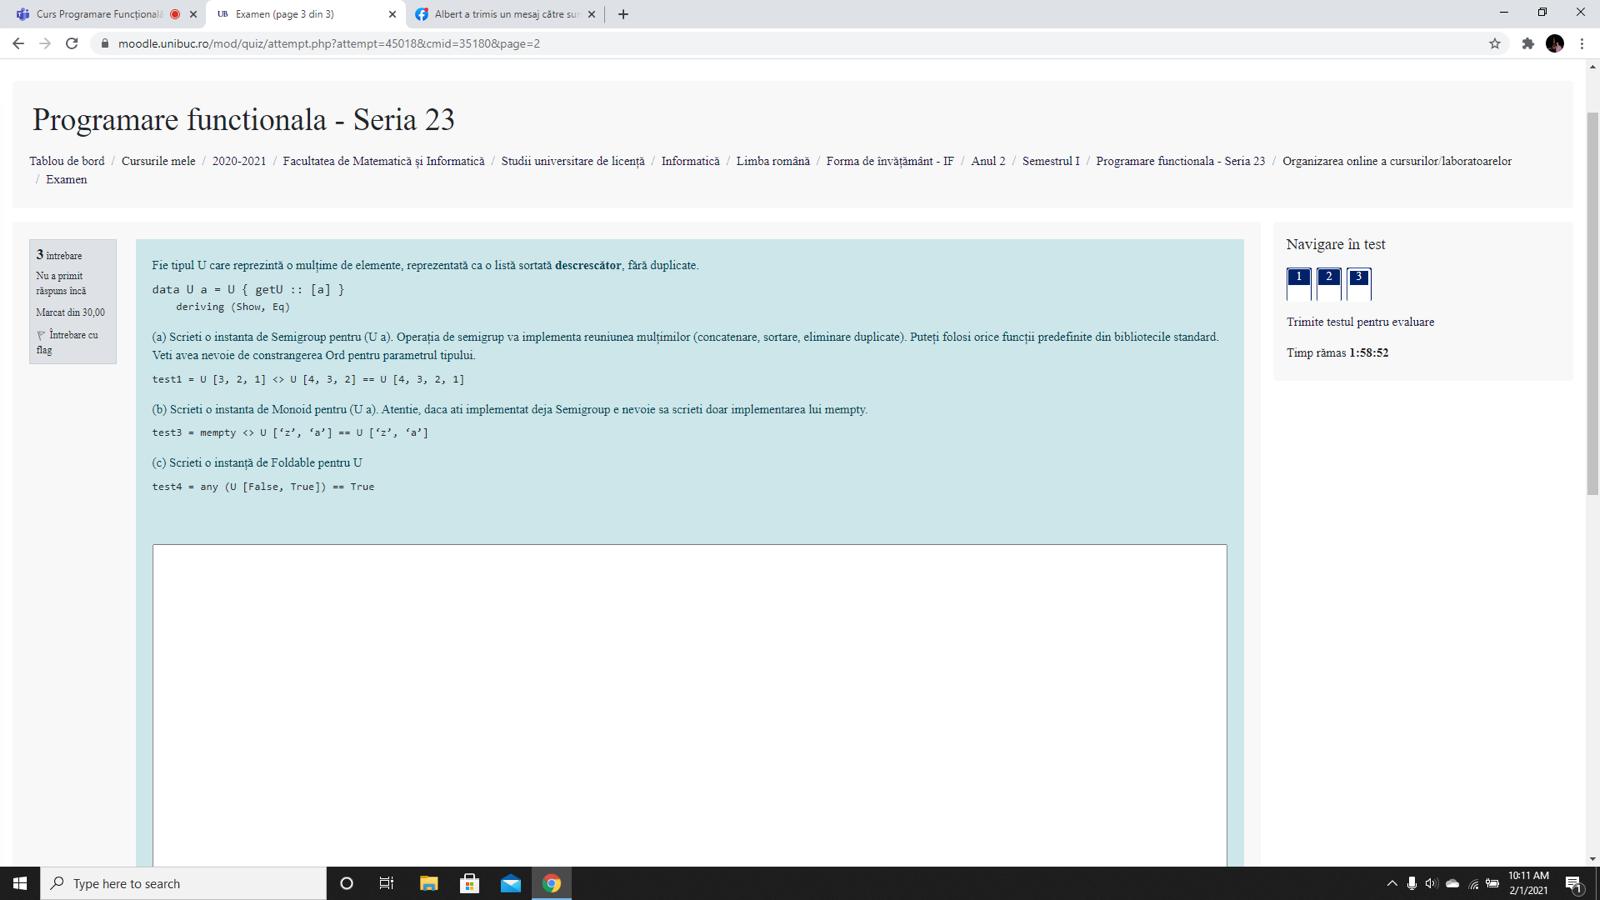 Curs Programare Funcțională
Examen (page 3 din 3)
Albert a trimis un mesaj către
moodle.unibuc.ro/mod/quiz/attempt.php?attempt=45018&cmid=35180&page=2
Programare functionala - Seria 23
Tablou de bord / Cursurile mele / 2020-2021 / Facultatea de Matematică și Informatică / Studii universitare de licență / Informatică / Limba română / Forma de învățământ - IF / Anul 2 / Semestrul I / Programare functionala - Seria 23 / Organizarea online a cursurilor/laboratoarelor
/ Examen
3 întrebare
Nu a primit
răspuns încă
Marcat din 30,00
Întrebare cu
flag
Fie tipul U care reprezintă o mulțime de elemente, reprezentată ca o listă sortată descrescător, fără duplicate.
data U a = U { getU :: [a] }
deriving (Show, Eq)
(a) Scrieti o instanta de Semigroup pentru (U a). Operația de semigrup va implementa reuniunea mulțimilor (concatenare, sortare, eliminare duplicate). Puteți folosi orice funcții predefinite din bibliotecile standard.
Veti avea nevoie de constrangerea Ord pentru parametrul tipului.
test1 = U [3, 2, 1] <> U [4, 3, 2] == U [4, 3, 2, 1]
(b) Scrieti o instanta de Monoid pentru (U a). Atentie, daca ati implementat deja Semigroup e nevoie sa scrieti doar implementarea lui mempty.
test3 = mempty <> U [‘z’, ‘a’] == U [‘z’, ‘a’]
(c) Scrieti o instanță de Foldable pentru U
test4 = any (U [False, True]) == True
Navigare în test
1 2 3
Trimite testul pentru evaluare
Timp rămas 1:58:52
Type here to search
10:11 AM
2/1/2021
1